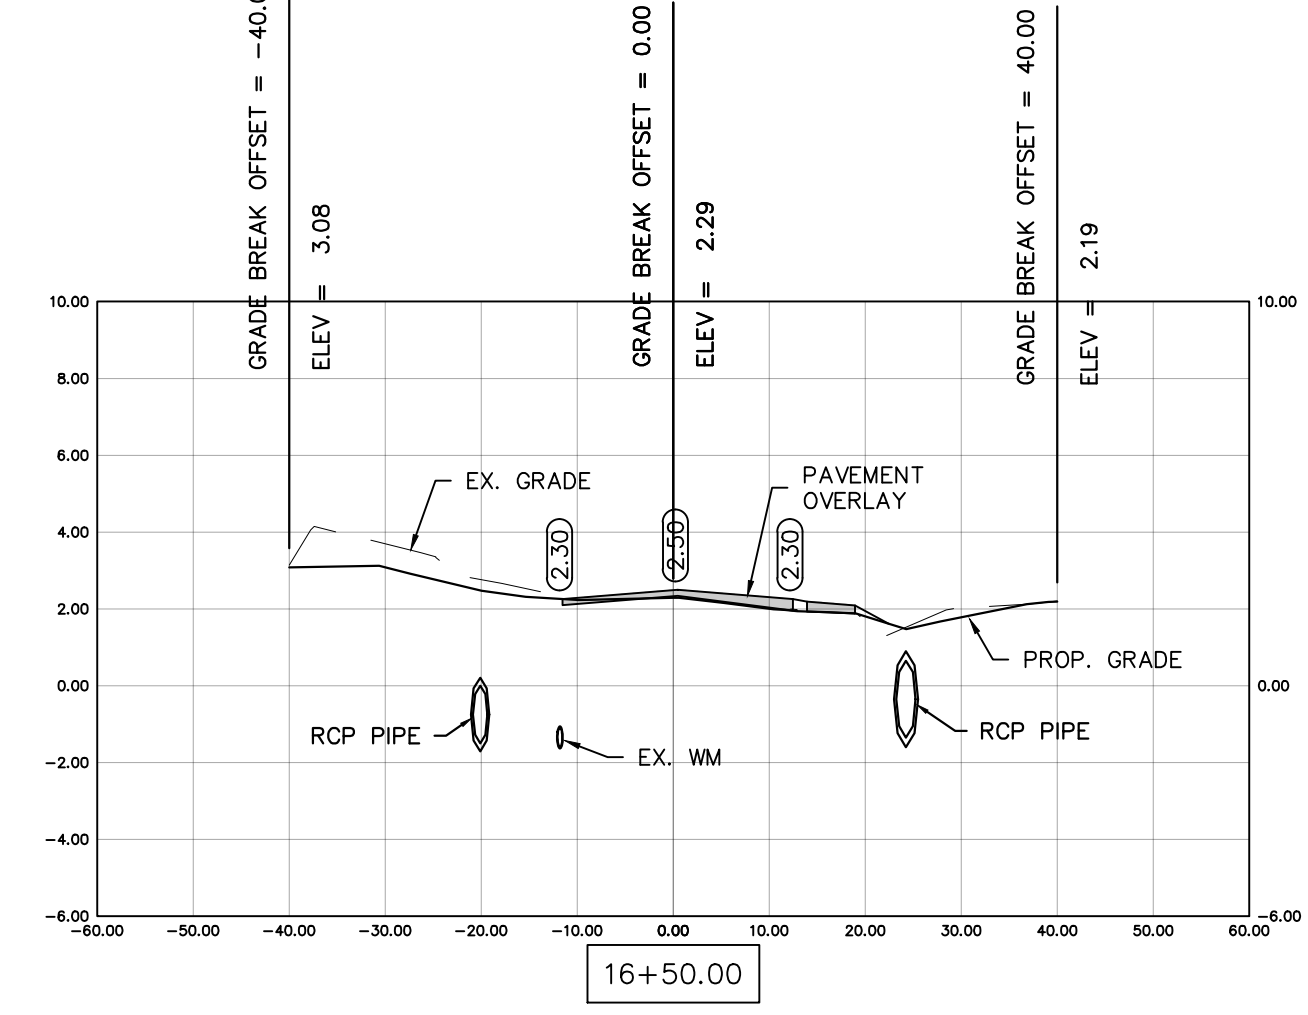 GRADE BREAK OFFSET = -40.0
ELEV = 3.08
GRADE BREAK OFFSET = 0.00
ELEV = 2.29
GRADE BREAK OFFSET = 40.00
ELEV = 2.19
10.00
8.00
6.00
4.00
2.00
0.00
-2.00
-4.00
-6.00
10.00
0.00
-6.00
EX. GRADE
PAVEMENT
OVERLAY
2.30
2.50
2.30
PROP. GRADE
RCP PIPE
EX. WM
RCP PIPE
-60.00 -50.00 -40.00 -30.00 -20.00 -10.00 0.00 10.00 20.00 30.00 40.00 50.00 60.00
16+50.00